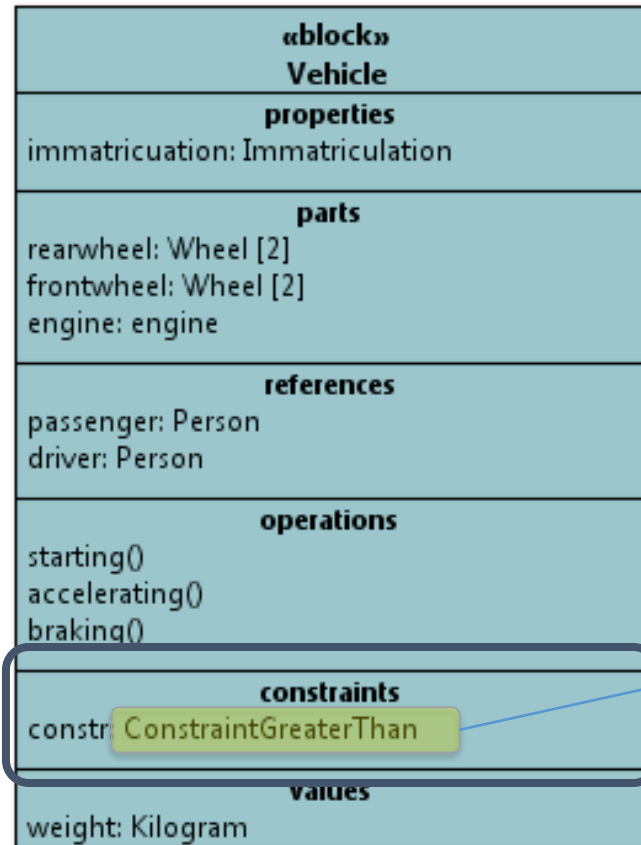 «block»
Vehicle
properties
immatricuation: Immatriculation
parts
rearwheel: Wheel [2]
frontwheel: Wheel [2]
engine: engine
references
passenger: Person
driver: Person
operations
starting()
accelerating()
braking()
constraints
constr: ConstraintGreaterThan
values
weight: Kilogram